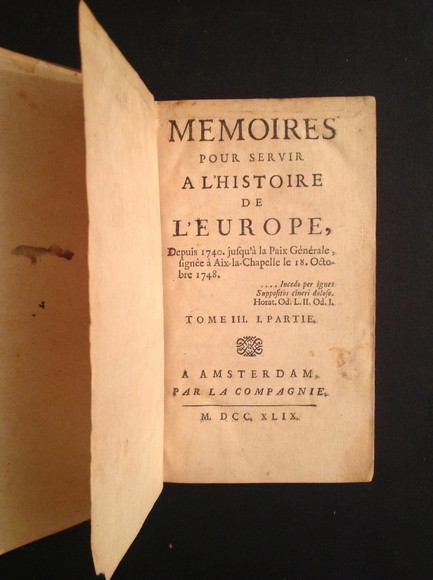 MEMOIRES
POUR SERVIR
A L'HISTOIRE
DE
L'EUROPE,
Depuis 1740. jusqu'à la Paix Générale,
signée à Aix-la-Chapelle le 18. Octo-
bre 1748.
.... Incedo per ignes
Suppositos cineri doloso.
Horat. Od. L. II. Od. I.
TOME III. I. PARTIE.
A AMSTERDAM,
PAR LA COMPAGNIE.
M. DCC. XLIX.